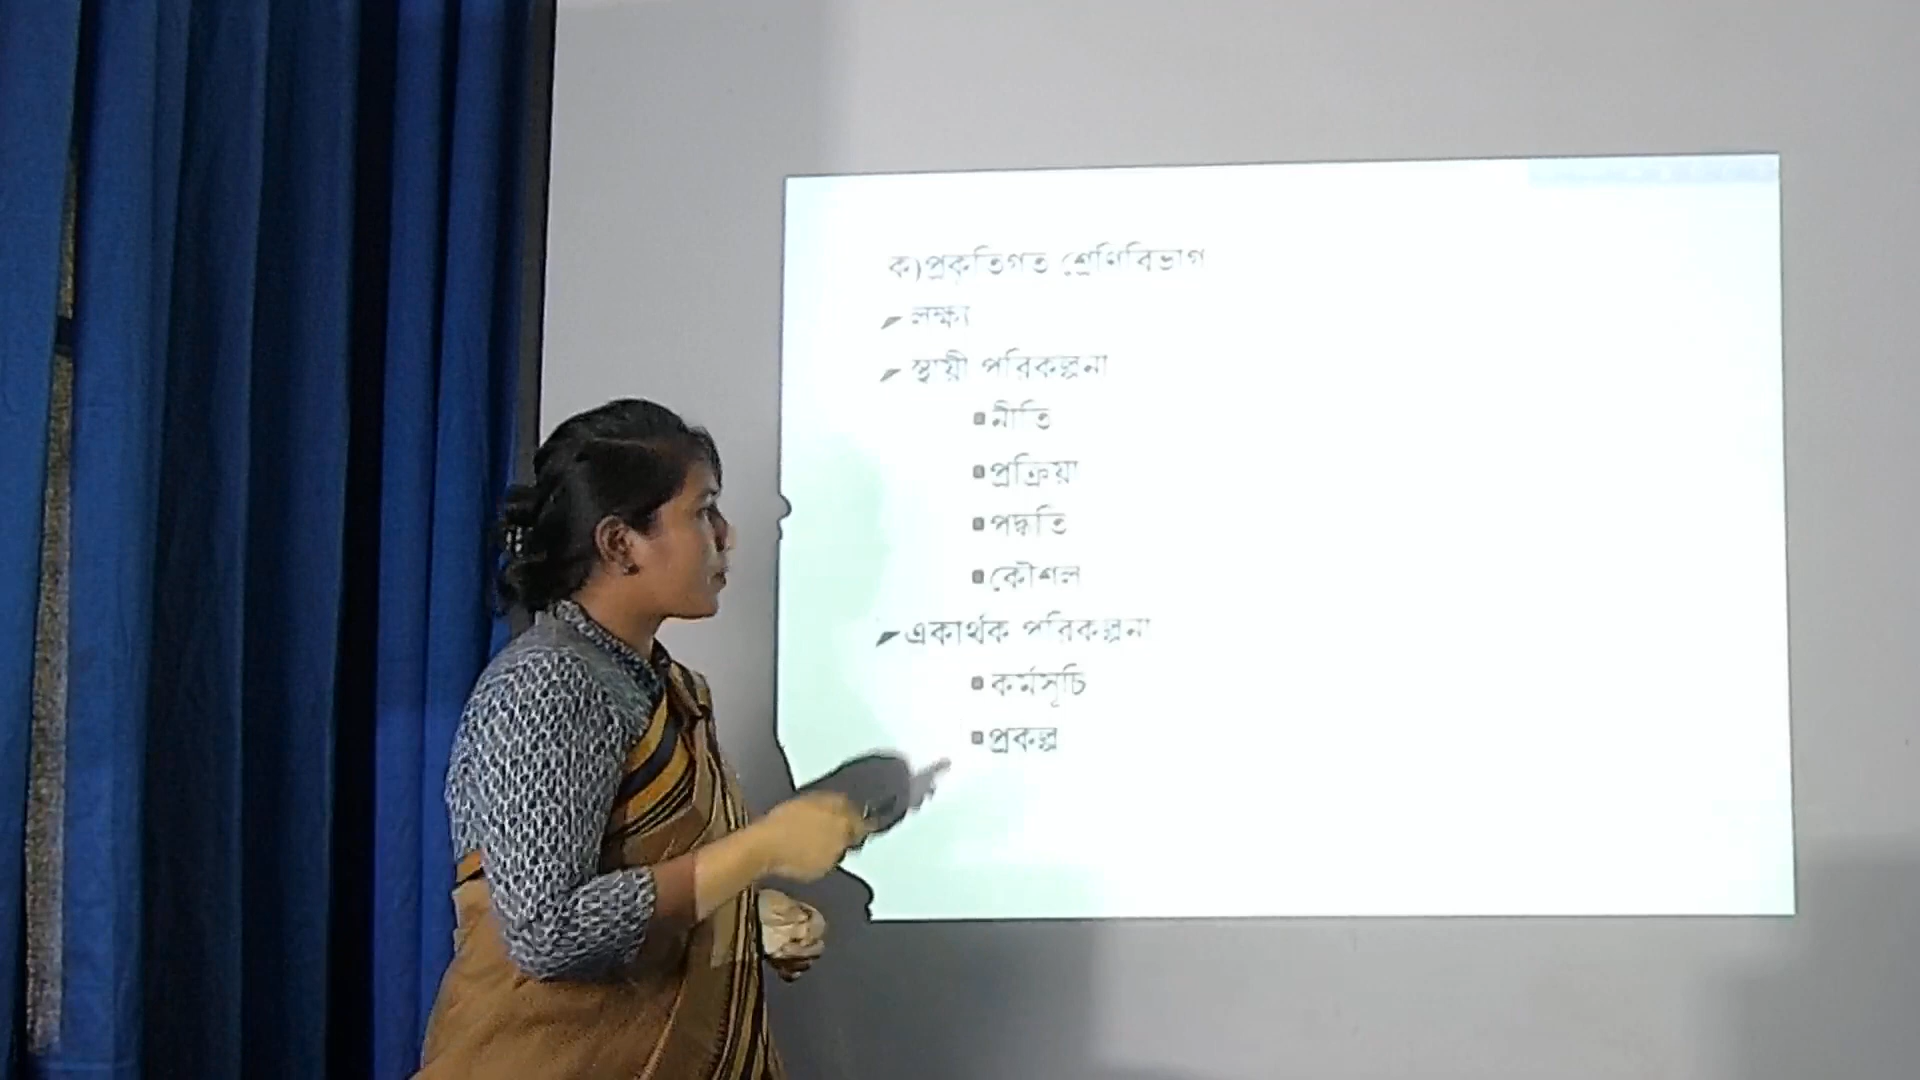 ক)প্রকৃতিগত শ্রেণিবিভাগ
➢ লক্ষ্য
➢ স্থায়ী পরিকল্পনা
▪ নীতি
▪ প্রক্রিয়া
▪ পদ্ধতি
▪ কৌশল
➢ একার্থক পরিকল্পনা
▪ কর্মসূচি
▪ প্রকল্প